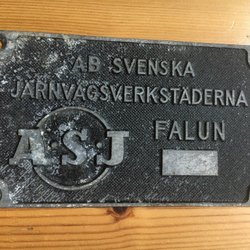 AB SVENSKA
JÄRNVÄGSVERKSTÄDERNA
ASJ FALUN